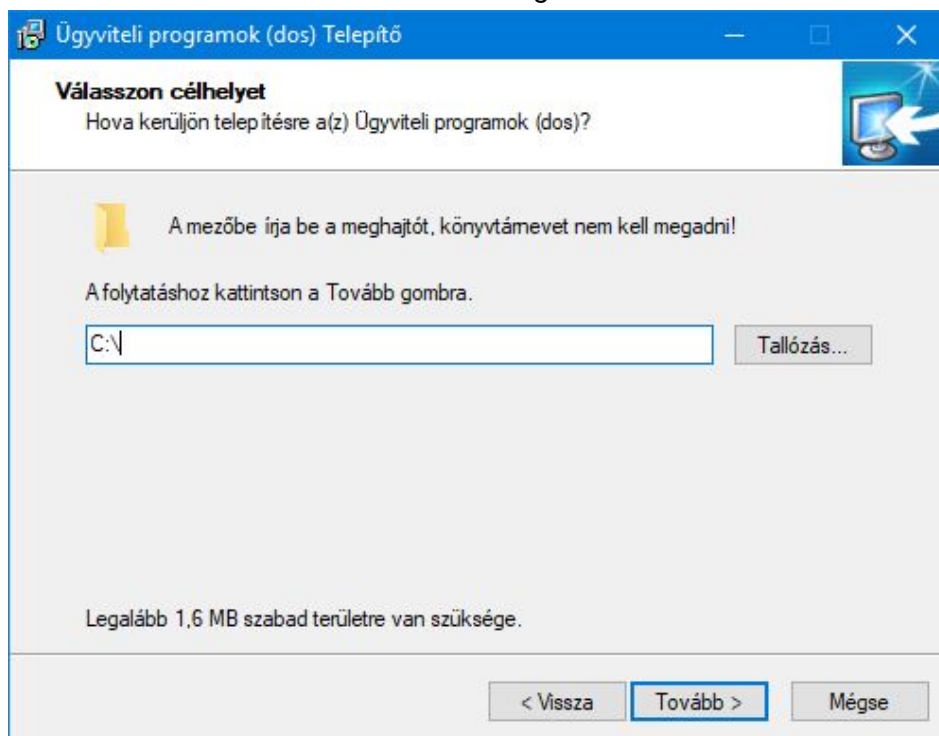 Ügyviteli programok (dos) Telepítő
Válasszon célhelyet
Hova kerüljön telepítésre a(z) Ügyviteli programok (dos)?
A mezőbe írja be a meghajtót, könyvtárnevet nem kell megadni!
A folytatáshoz kattintson a Tovább gombra.
C:\
Tallózás...
Legalább 1,6 MB szabad területre van szüksége.
< Vissza
Tovább >
Mégse